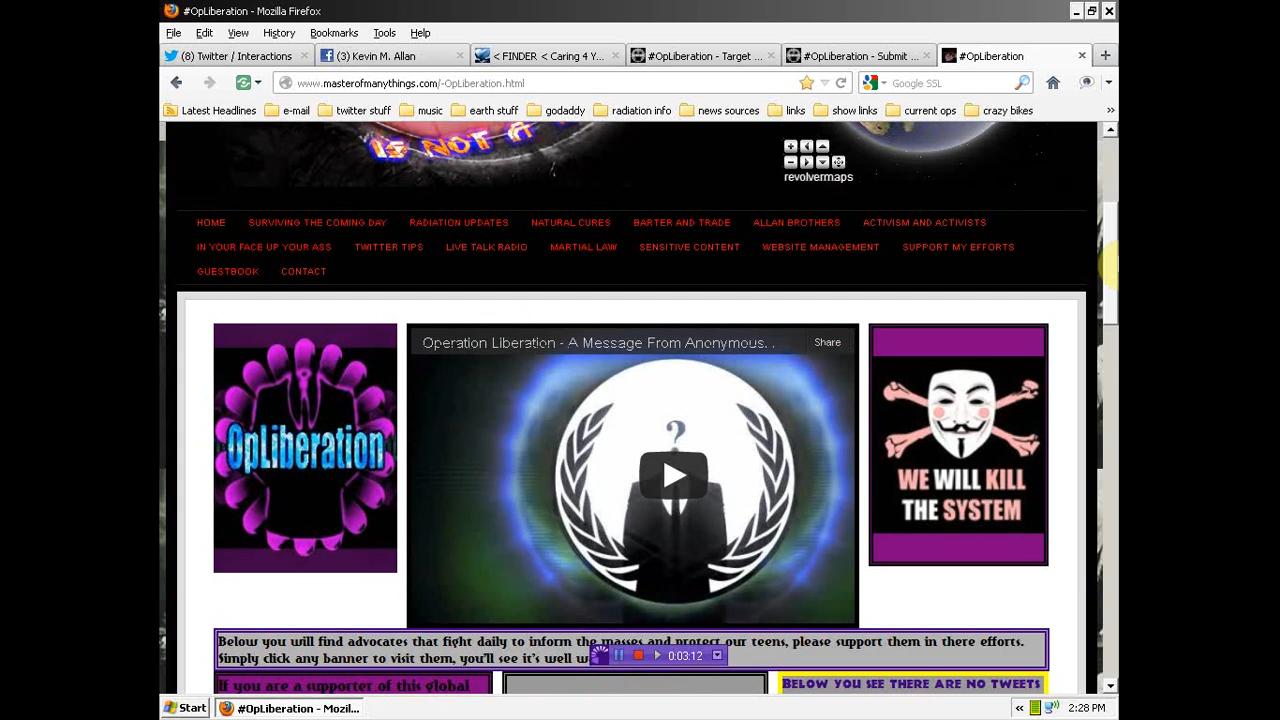 #OpLiberation - Mozilla Firefox
File Edit View History Bookmarks Tools Help
(2) Twitter / Interactions
(3) Kevin M. Allan
< FINDER < Caring 4 Y...
#OpLiberation - Target ...
#OpLiberation - Submit ...
#OpLiberation
www.masterofmanythings.com/-OpLiberation.html
Google SSL
Latest Headlines e-mail twitter stuff music earth stuff godaddy radiation info news sources links show links current ops crazy bikes
IS NOT
revolvermaps
HOME SURVIVING THE COMING DAY RADIATION UPDATES NATURAL CURES BARTER AND TRADE ALLAN BROTHERS ACTIVISM AND ACTIVISTS
IN YOUR FACE UP YOUR ASS TWITTER TIPS LIVE TALK RADIO MARTIAL LAW SENSITIVE CONTENT WEBSITE MANAGEMENT SUPPORT MY EFFORTS
GUESTBOOK CONTACT
OpLiberation
Operation Liberation - A Message From Anonymous. .
Share
?
WE WILL KILL
THE SYSTEM
Below you will find advocates that fight daily to inform the masses and protect our teens, please support them in there efforts.
Simply click any banner to visit them, you'll see it's well w
0:03:12
If you are a supporter of this global
BELOW YOU SEE THERE ARE NO TWEETS
Start
#OpLiberation - Mozil...
2:28 PM